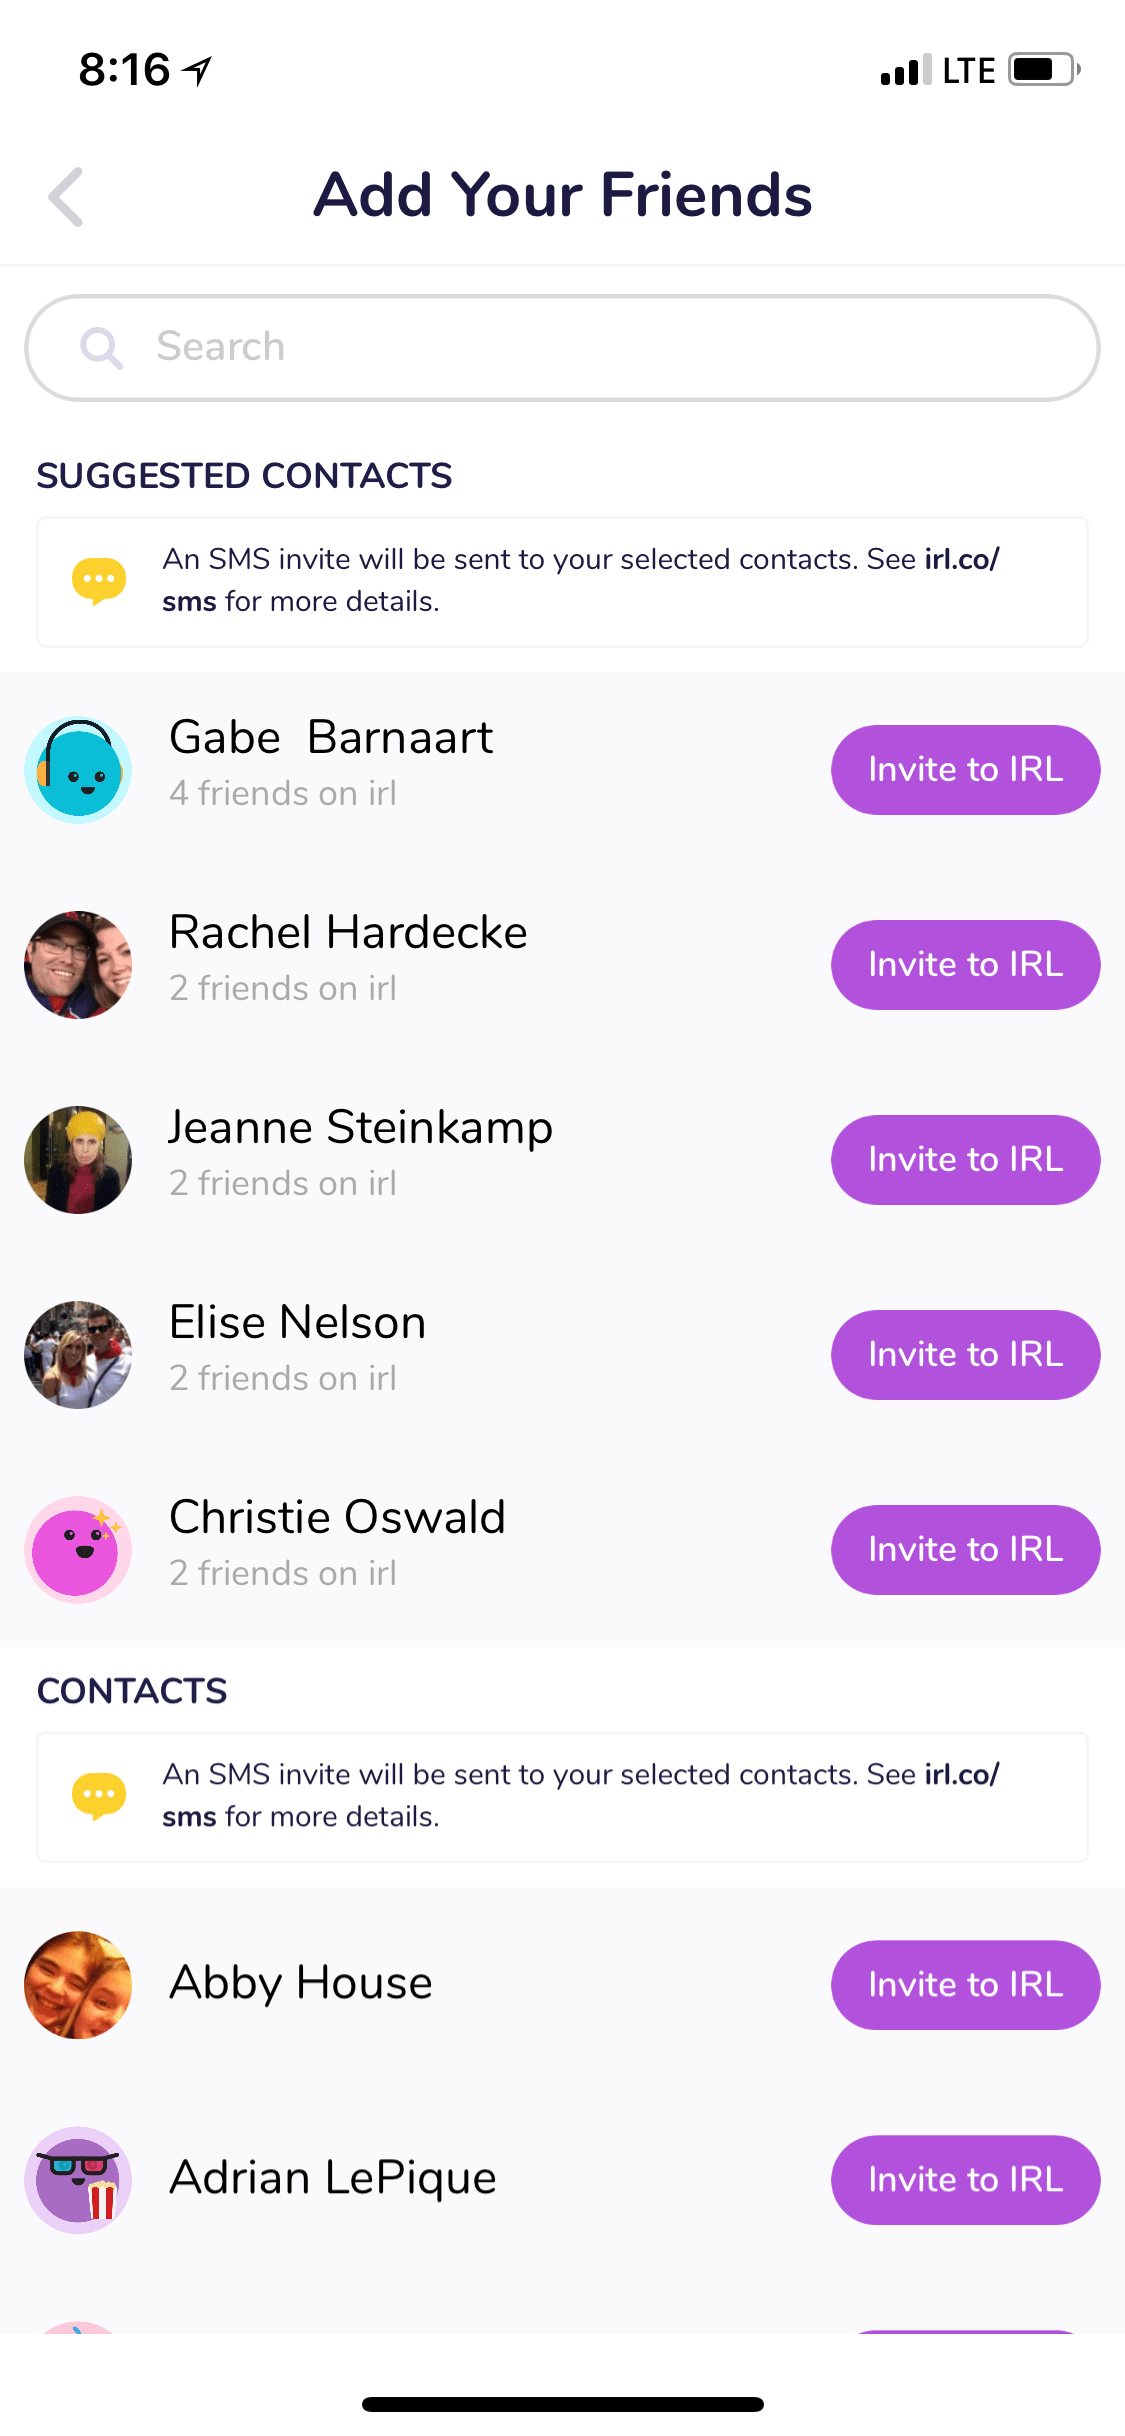 8:16
LTE
Add Your Friends
Search
SUGGESTED CONTACTS
An SMS invite will be sent to your selected contacts. See irl.co/
sms for more details.
Gabe  Barnaart
4 friends on irl
Invite to IRL
Rachel Hardecke
2 friends on irl
Invite to IRL
Jeanne Steinkamp
2 friends on irl
Invite to IRL
Elise Nelson
2 friends on irl
Invite to IRL
Christie Oswald
2 friends on irl
Invite to IRL
CONTACTS
An SMS invite will be sent to your selected contacts. See irl.co/
sms for more details.
Abby House
Invite to IRL
Adrian LePique
Invite to IRL